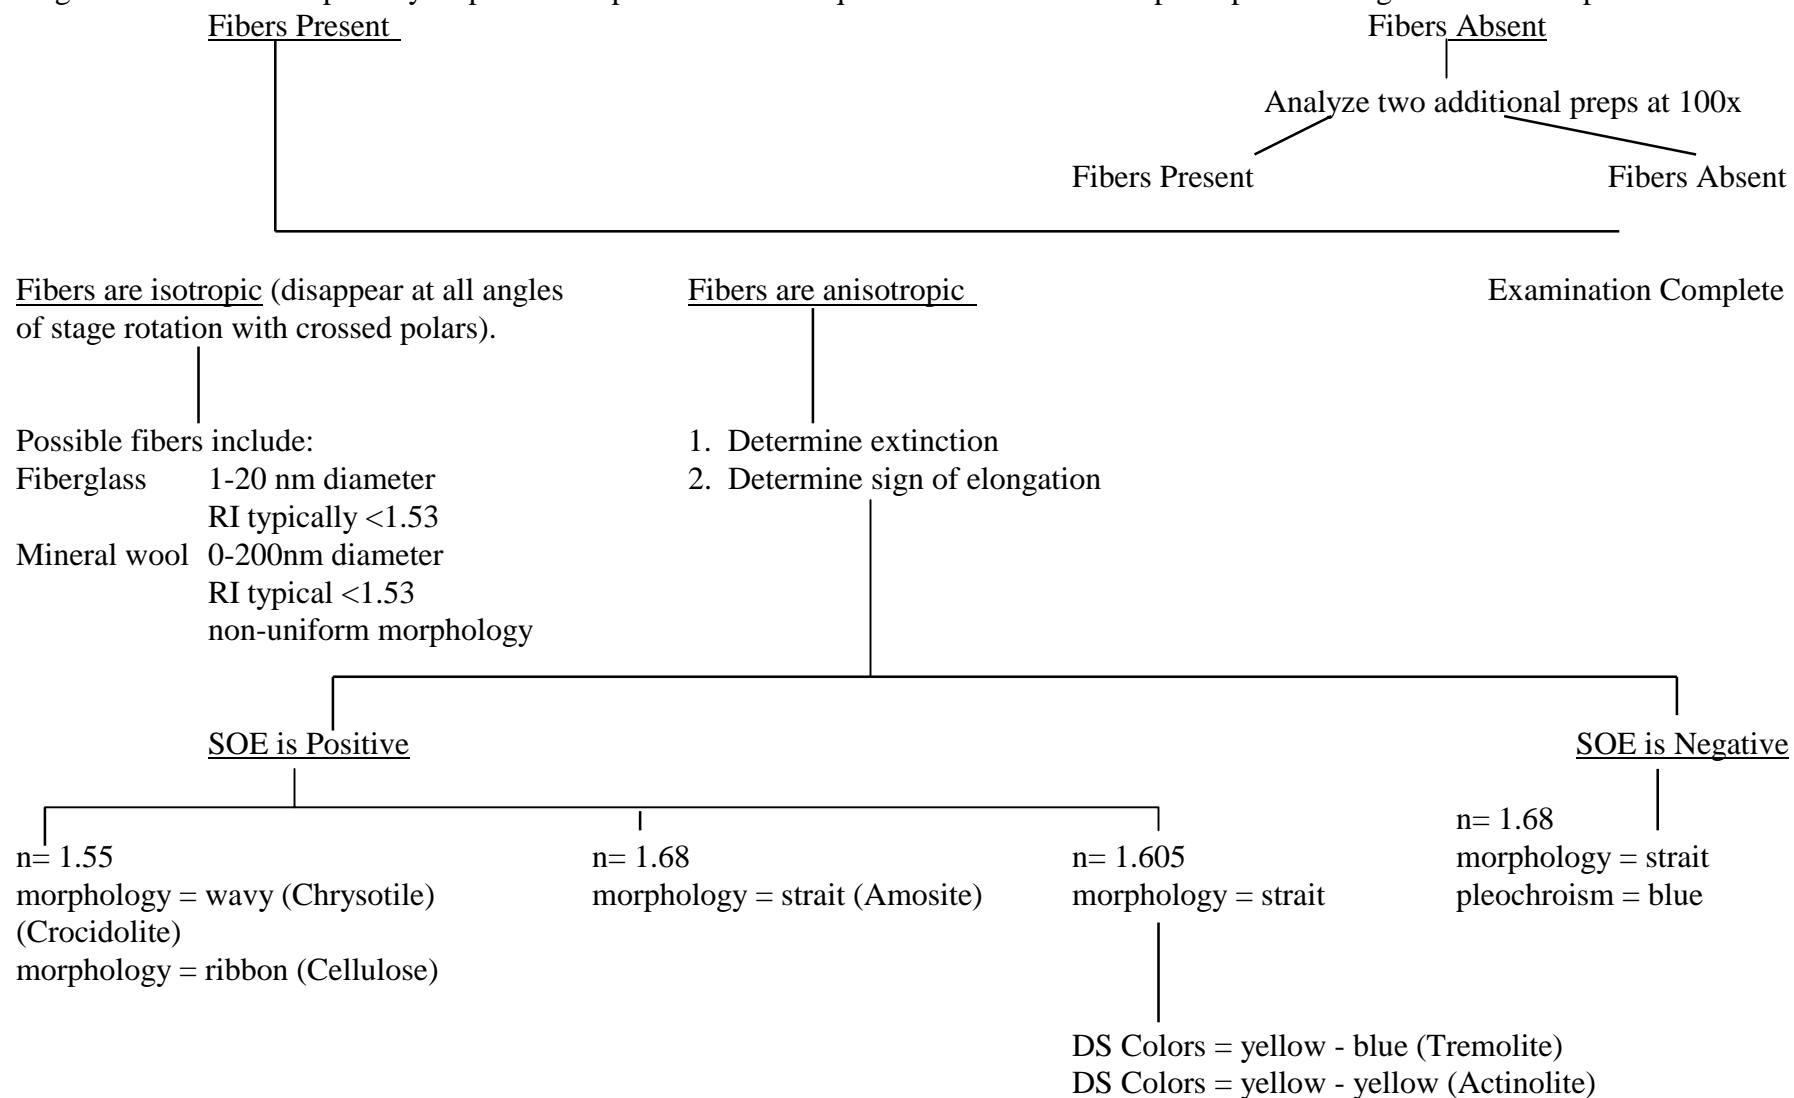 Fibers Present
Fibers Absent
Analyze two additional preps at 100x
Fibers Present
Fibers Absent
Fibers are isotropic (disappear at all angles
of stage rotation with crossed polars).
Fibers are anisotropic
Examination Complete
Possible fibers include:
Fiberglass 1-20 nm diameter
RI typically <1.53
Mineral wool 0-200nm diameter
RI typical <1.53
non-uniform morphology
1. Determine extinction
2. Determine sign of elongation
SOE is Positive
SOE is Negative
n= 1.55
morphology = wavy (Chrysotile)
(Crocidolite)
morphology = ribbon (Cellulose)
n= 1.68
morphology = strait (Amosite)
n= 1.605
morphology = strait
DS Colors = yellow - blue (Tremolite)
DS Colors = yellow - yellow (Actinolite)
n= 1.68
morphology = strait
pleochroism = blue